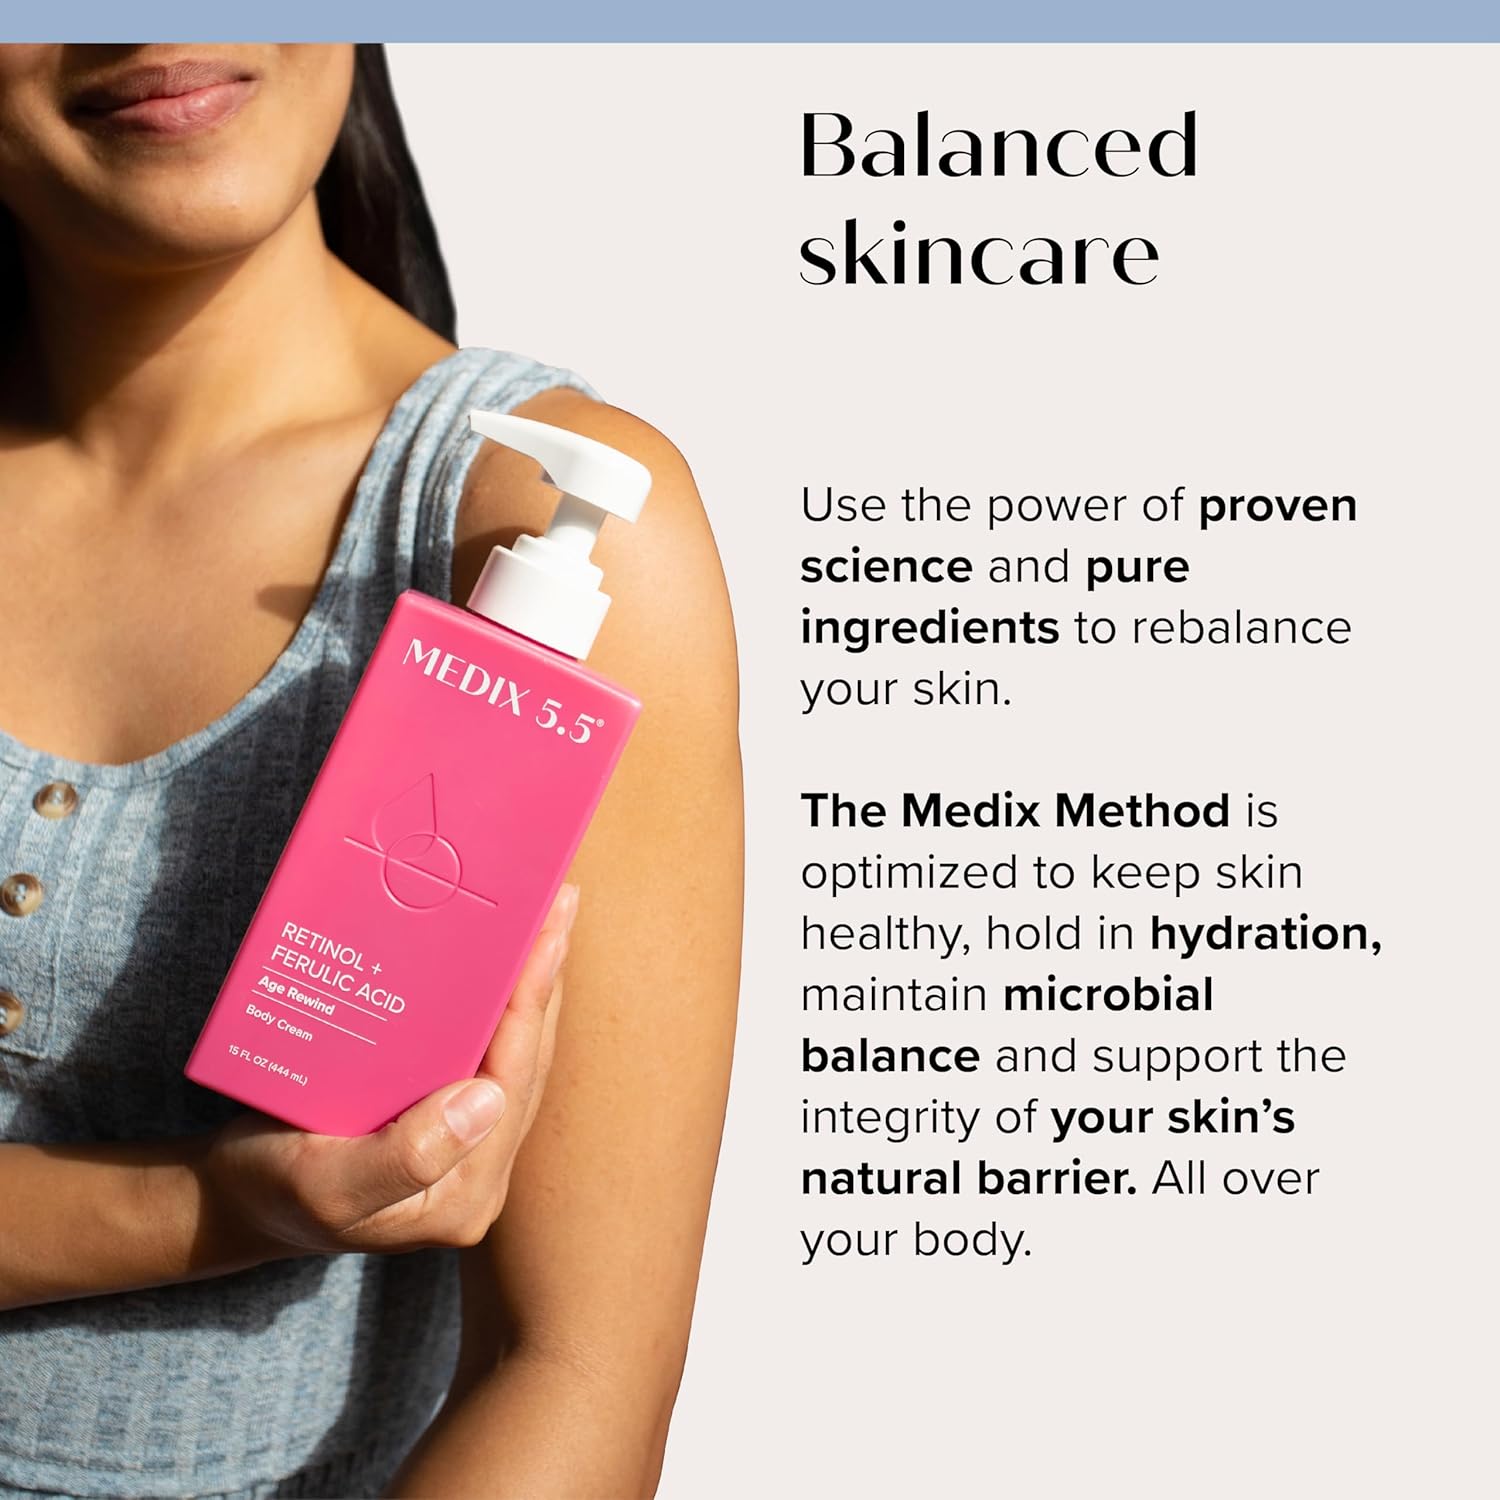 Balanced
skincare
Use the power of proven
science and pure
ingredients to rebalance
your skin.
The Medix Method is
optimized to keep skin
healthy, hold in hydration,
maintain microbial
balance and support the
integrity of your skin’s
natural barrier. All over
your body.
MEDIX 5.5®
RETINOL +
FERULIC ACID
Age Rewind
Body Cream
15 FL OZ (444 mL)